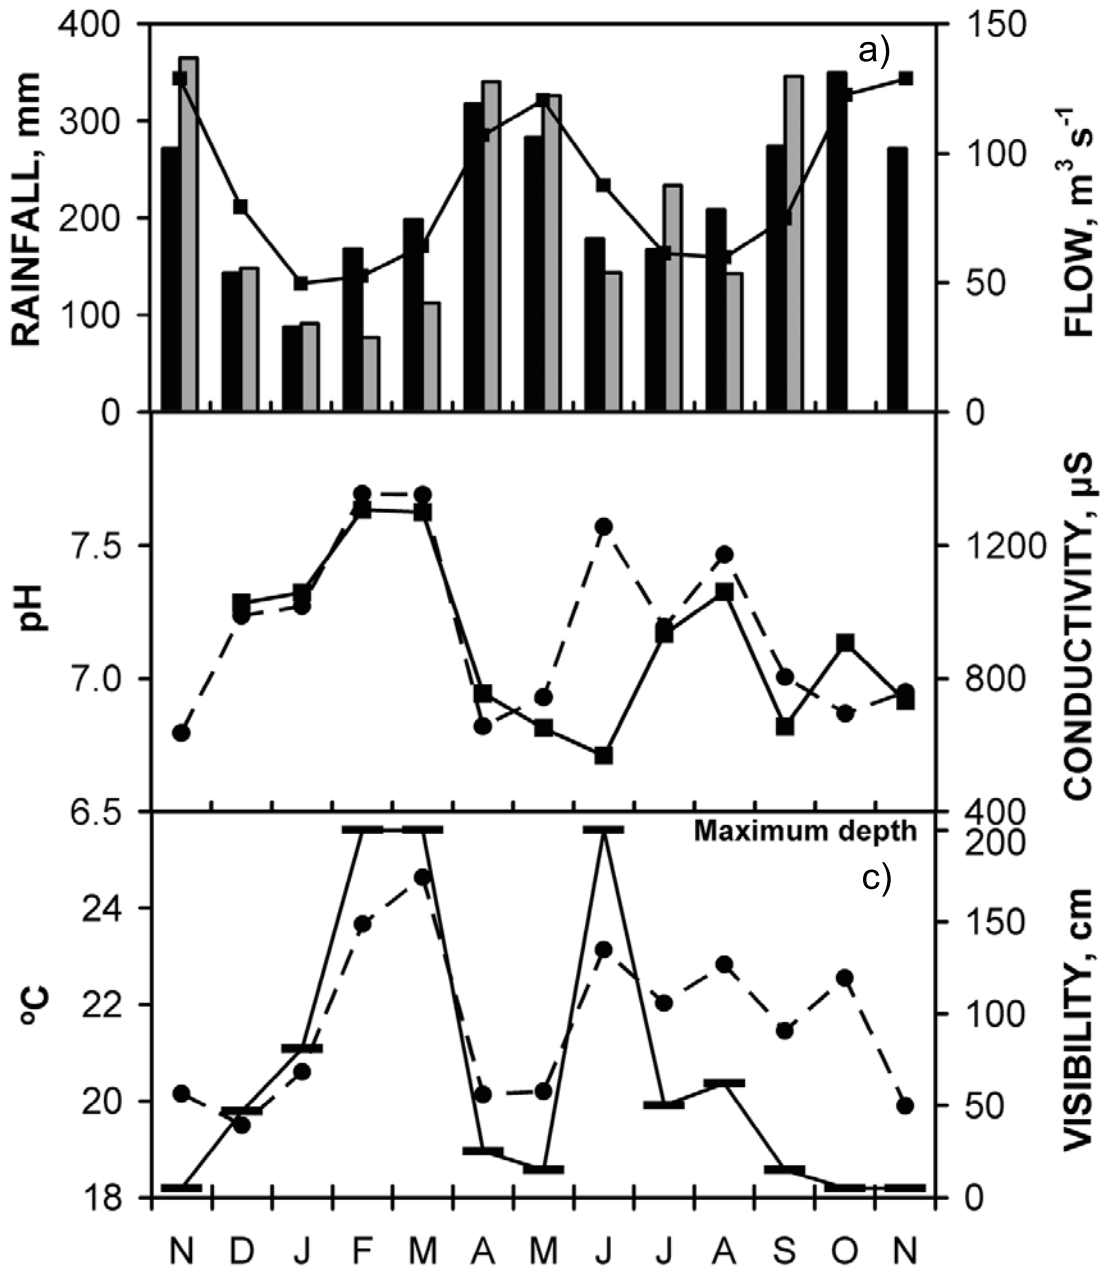 a)
RAINFALL, mm
400
300
200
100
0
FLOW, m³ s⁻¹
150
100
50
0
pH
7.5
7.0
6.5
CONDUCTIVITY, µS
1200
800
400
Maximum depth
c)
ºC
24
22
20
18
VISIBILITY, cm
200
150
100
50
0
N D J F M A M J J A S O N